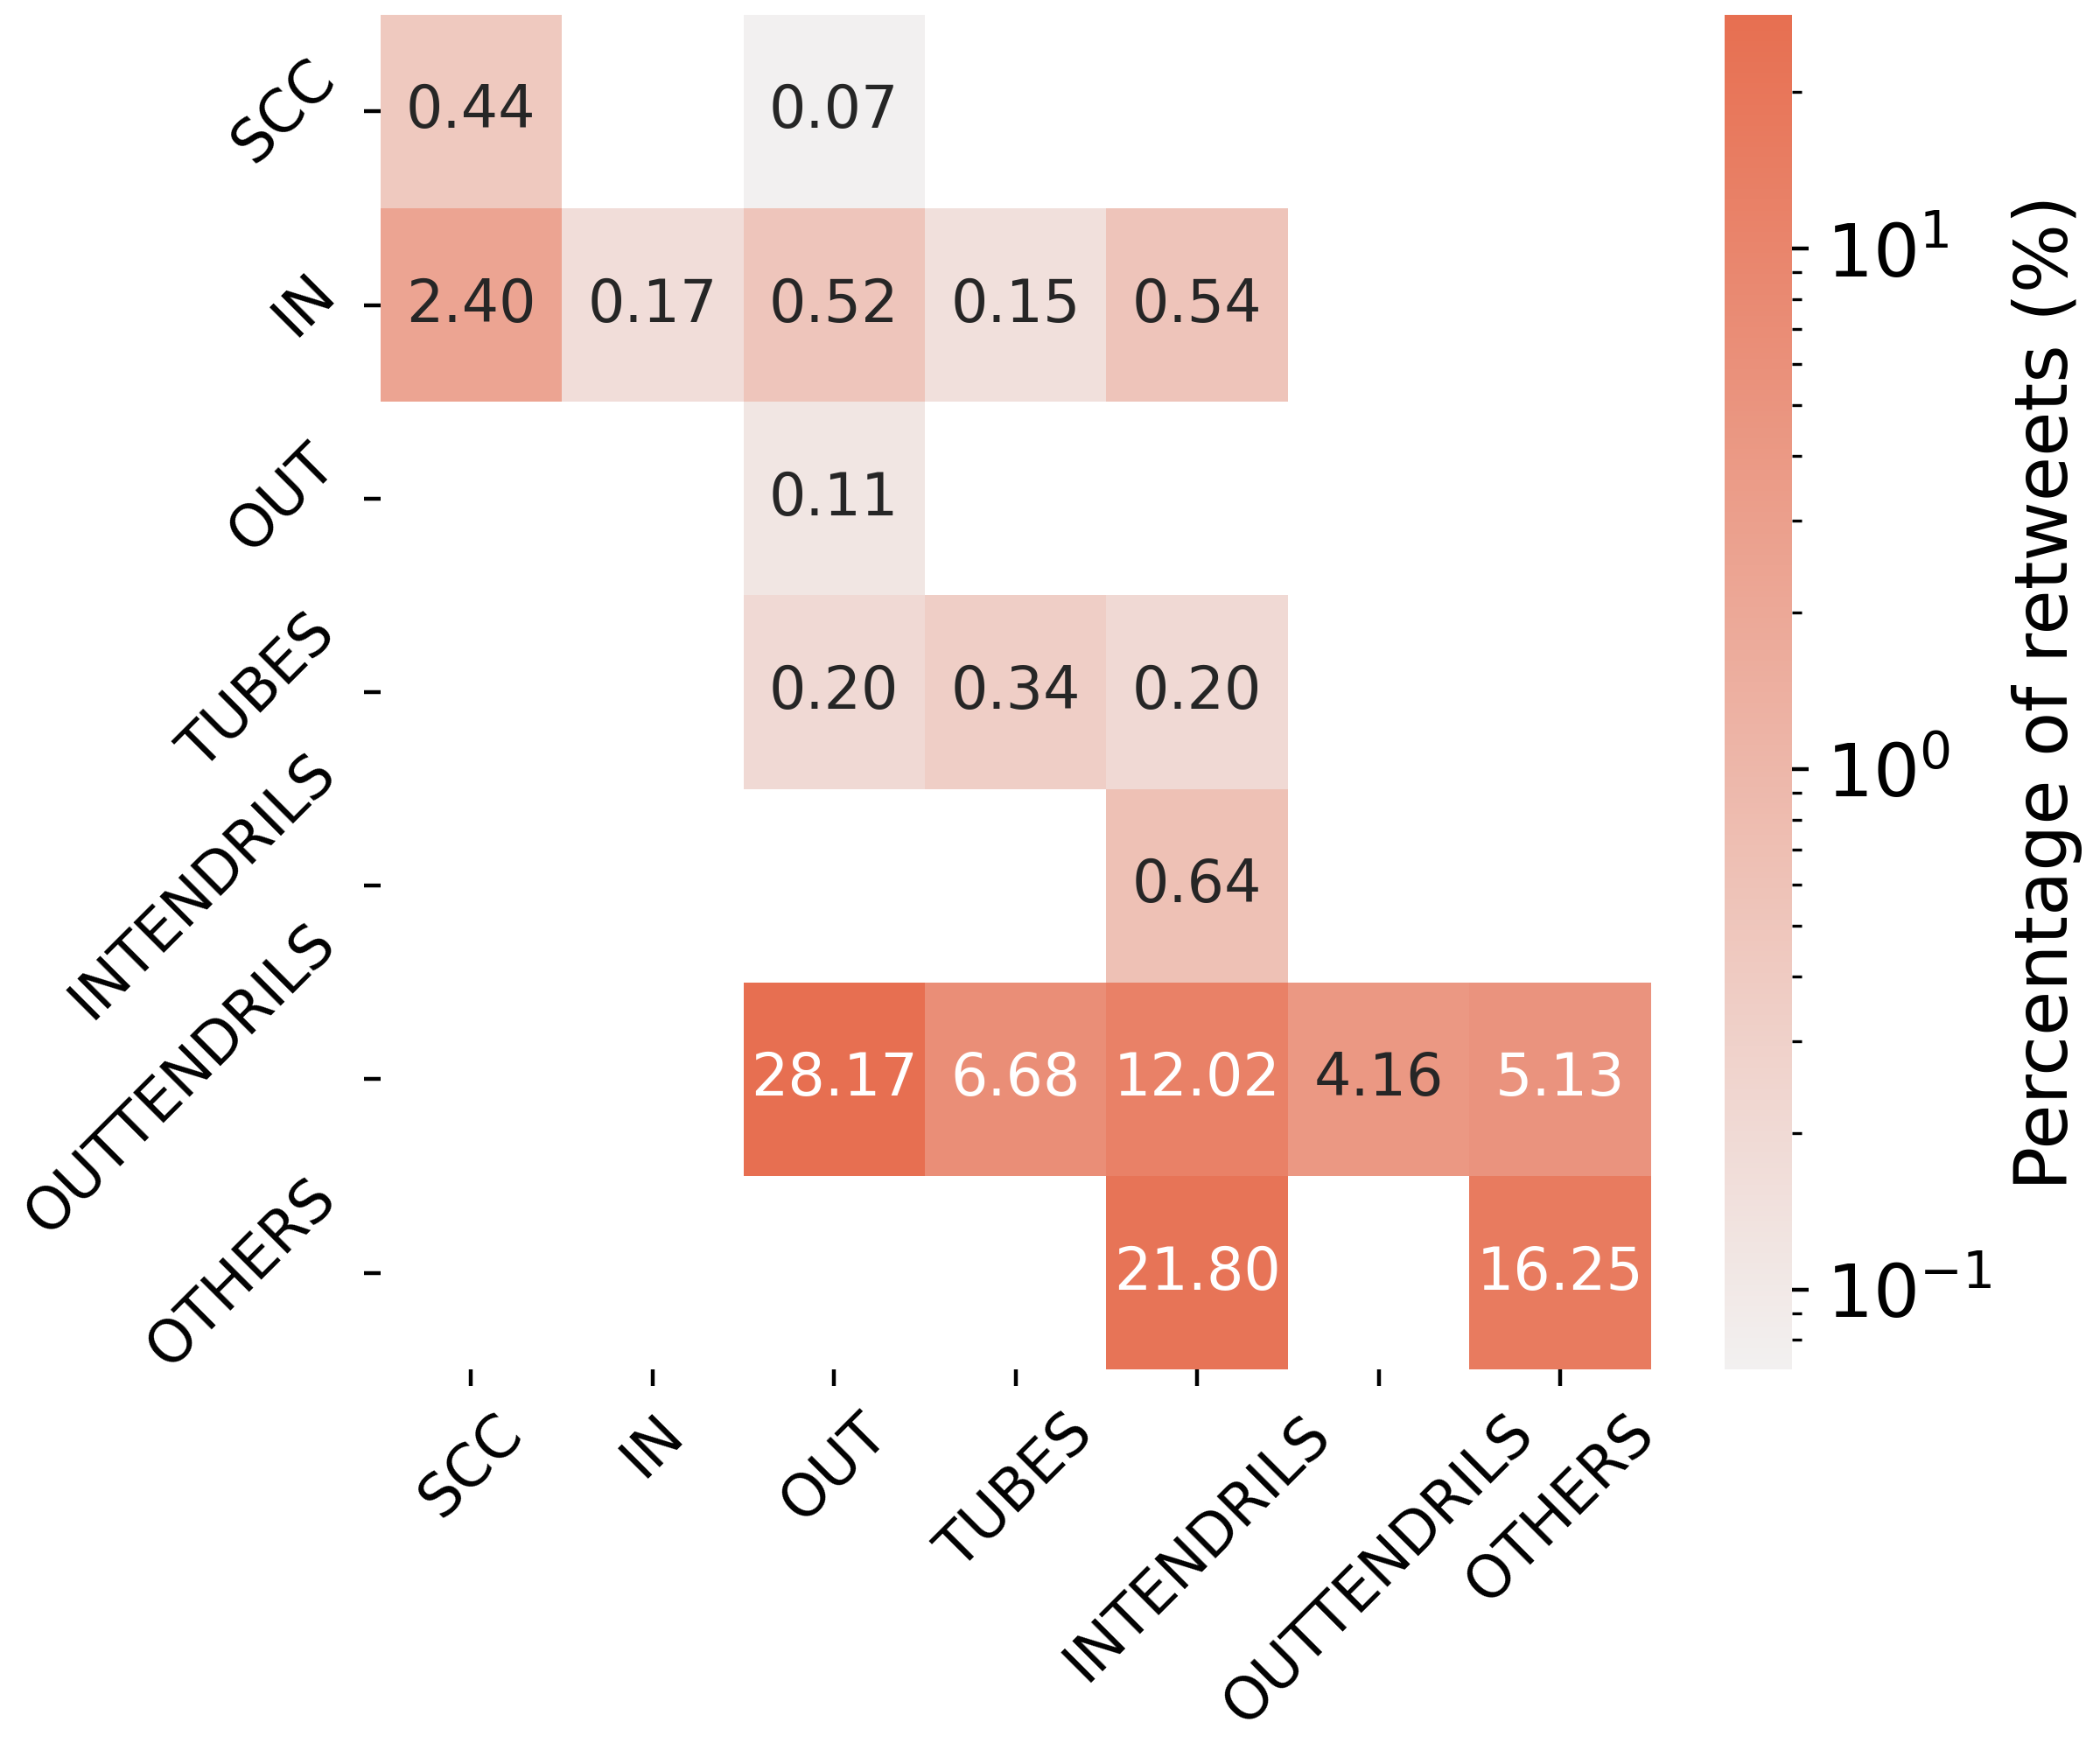 SCC 0.44 0.07
IN 2.40 0.17 0.52 0.15 0.54
OUT 0.11
TUBES 0.20 0.34 0.20
INTENDRILS 0.64
OUTTENDRILS 28.17 6.68 12.02 4.16 5.13
OTHERS 21.80 16.25
SCC IN OUT TUBES INTENDRILS OUTTENDRILS OTHERS
10¹
10⁰
10⁻¹
Percentage of retweets (%)